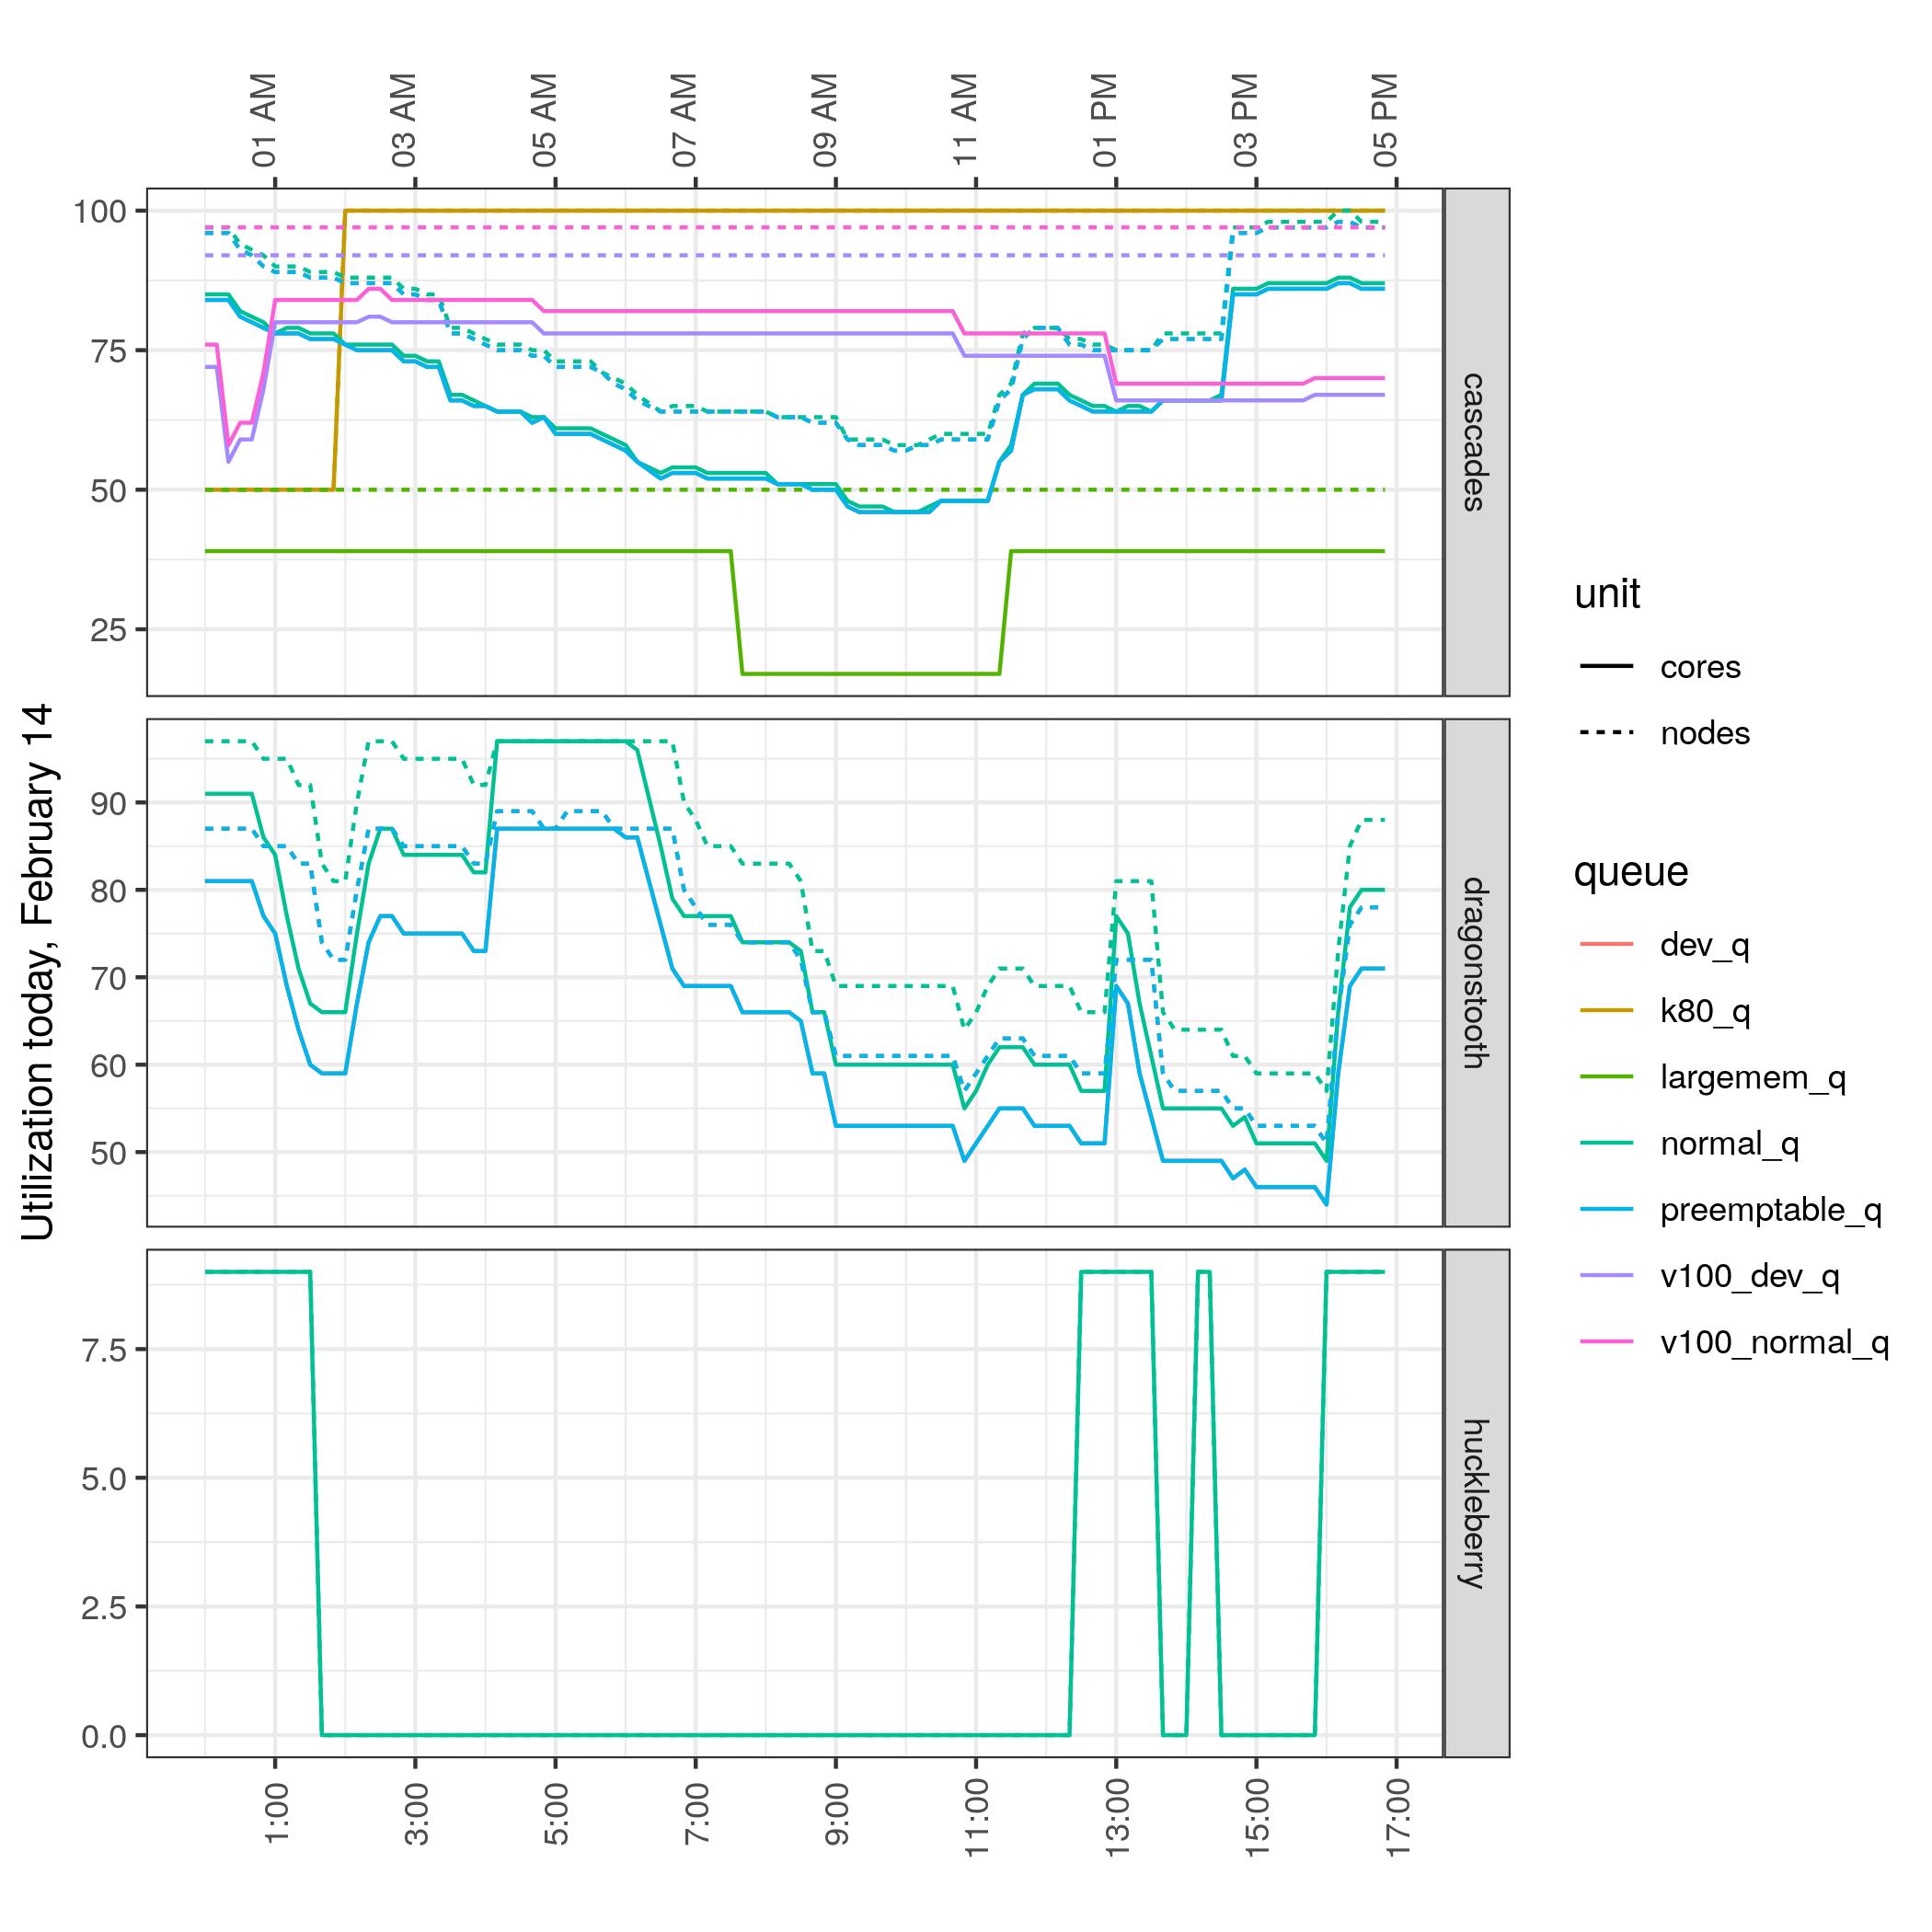 01 AM
03 AM
05 AM
07 AM
09 AM
11 AM
01 PM
03 PM
05 PM
Utilization today, February 14
100
75
50
25
cascades
90
80
70
60
50
dragonstooth
7.5
5.0
2.5
0.0
huckleberry
1:00
3:00
5:00
7:00
9:00
11:00
13:00
15:00
17:00
unit
cores
nodes
queue
dev_q
k80_q
largemem_q
normal_q
preemptable_q
v100_dev_q
v100_normal_q